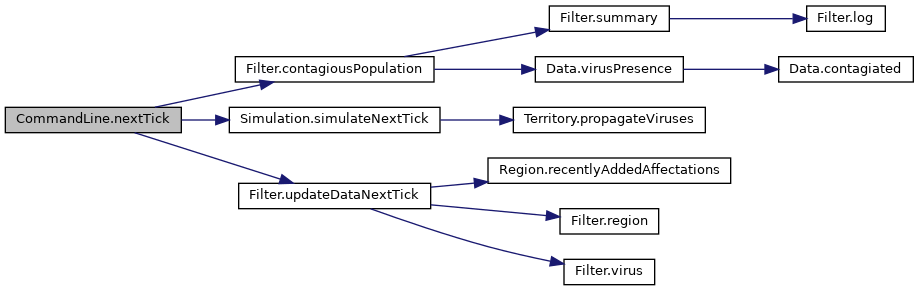 CommandLine.nextTick
Filter.contagiousPopulation
Filter.summary
Filter.log
Data.virusPresence
Data.contagiated
Simulation.simulateNextTick
Territory.propagateViruses
Filter.updateDataNextTick
Region.recentlyAddedAffectations
Filter.region
Filter.virus